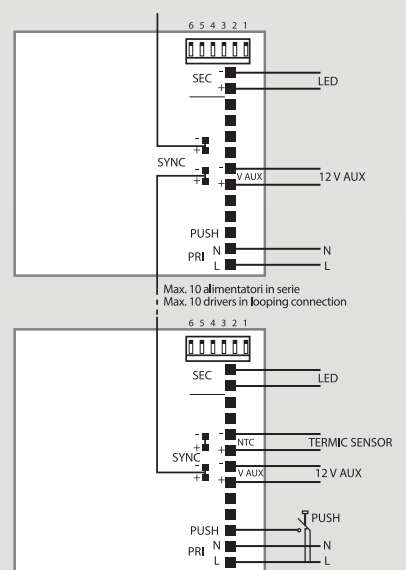 6 5 4 3 2 1
SEC
-
+
LED
-
+
SYNC
-
+
-
+
V AUX
12 V AUX
PUSH
PRI
N
L
N
L
Max. 10 alimentatori in serie
Max. 10 drivers in looping connection
6 5 4 3 2 1
SEC
LED
-
+
SYNC
-
+
-
+
NTC
TERMIC SENSOR
-
+
V AUX
12 V AUX
PUSH
PUSH
PRI
N
L
N
L